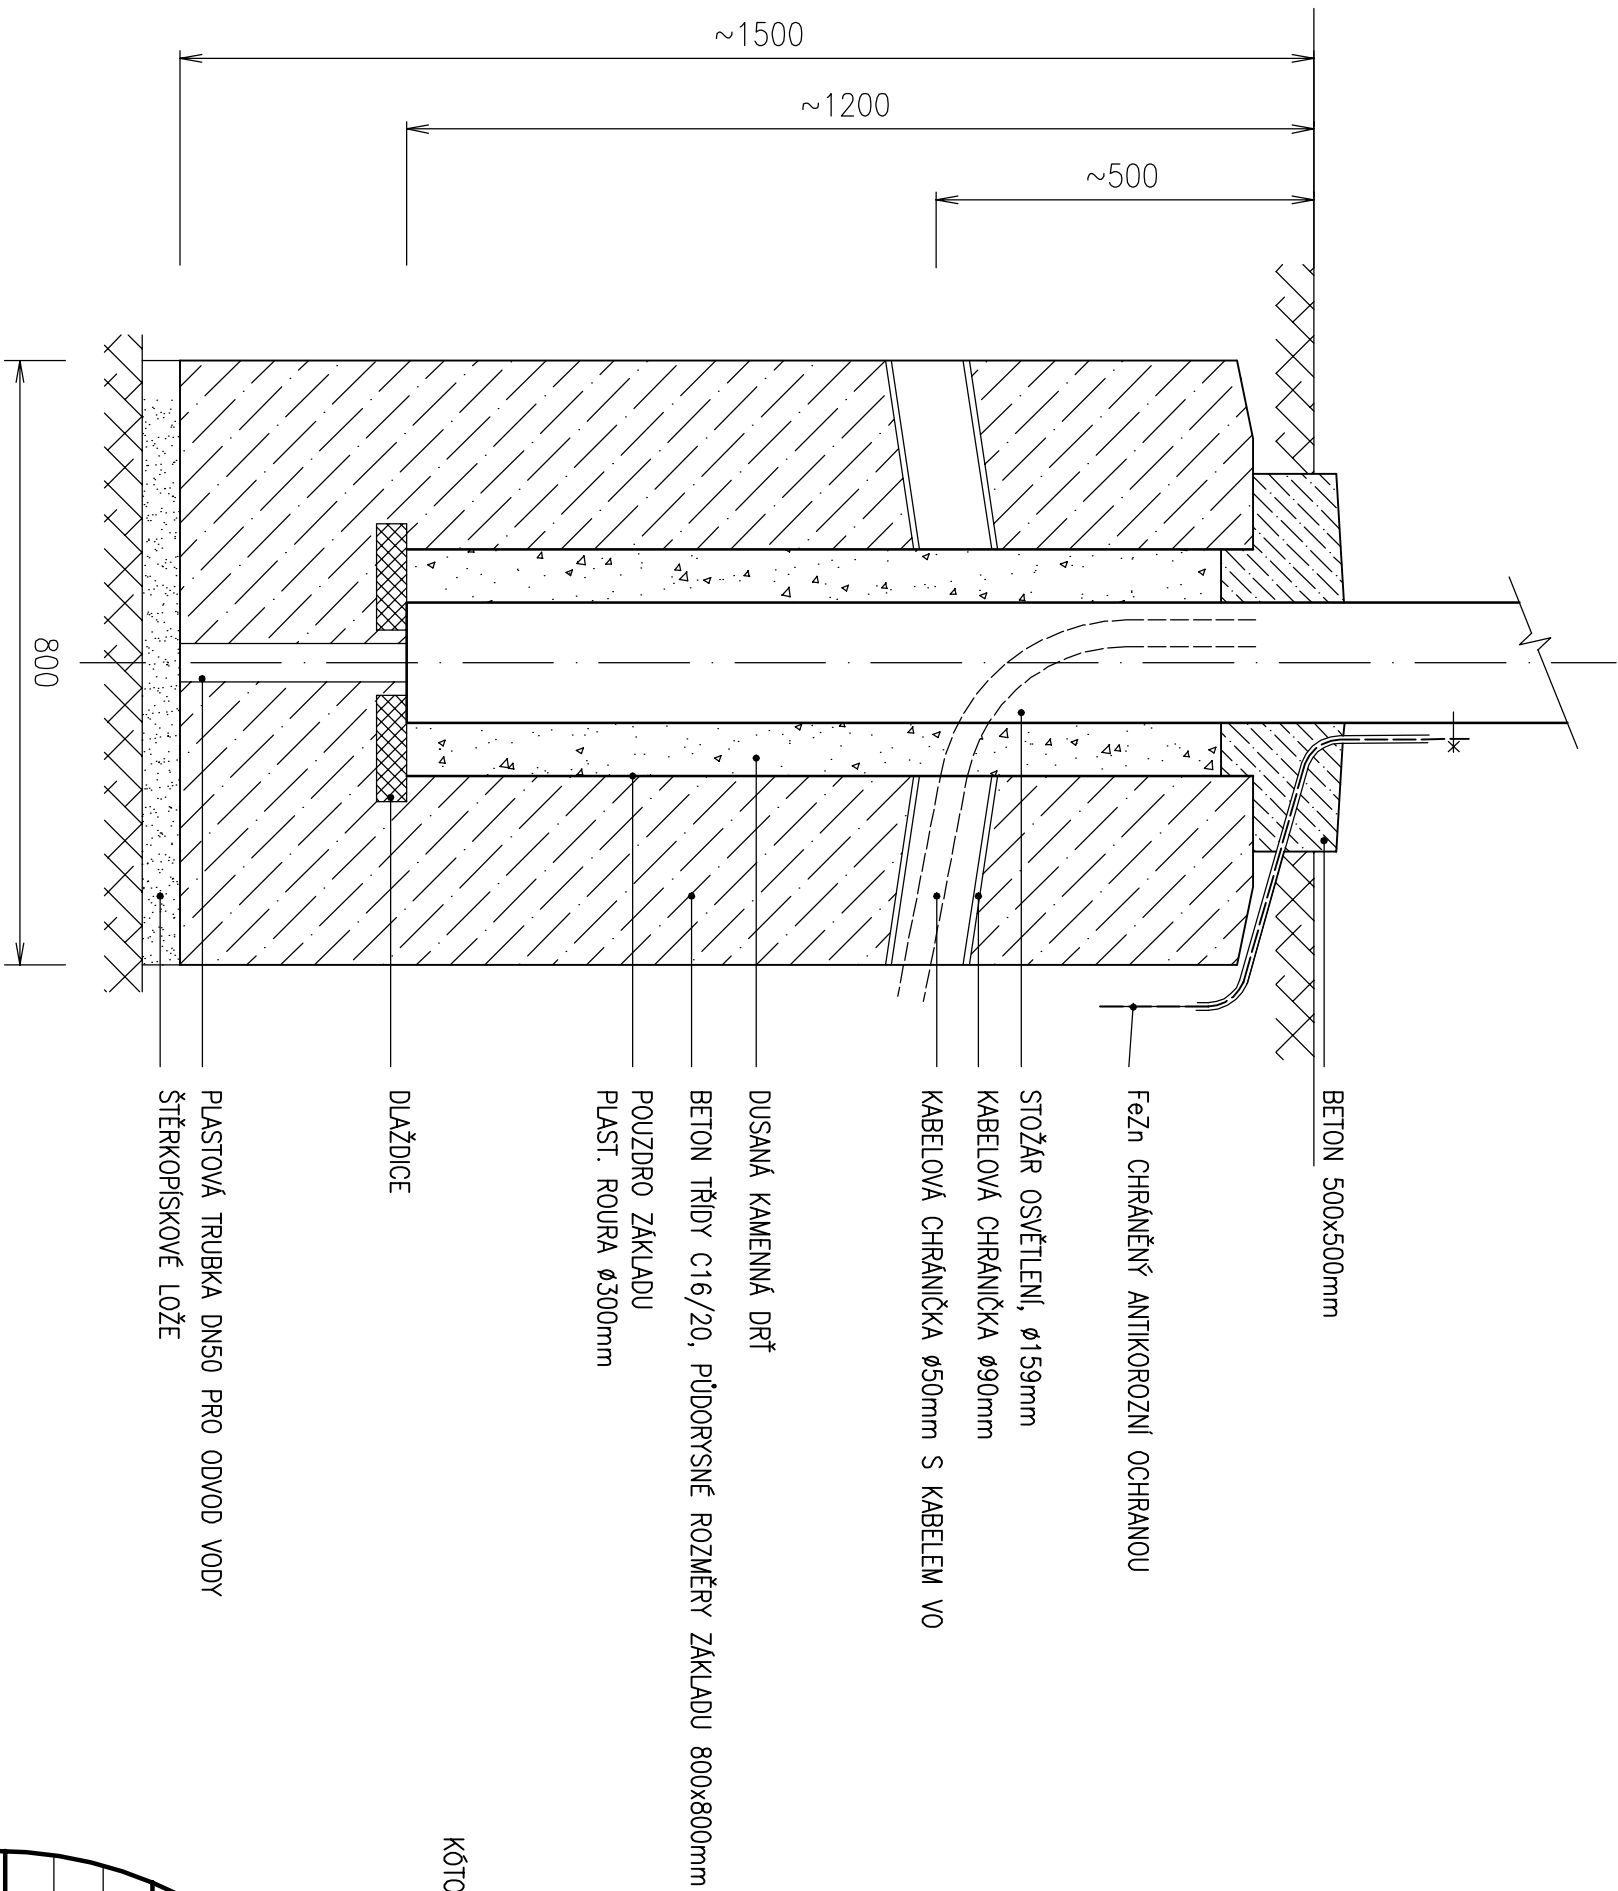 ~1500
~1200
~500
800
BETON 500x500mm
FeZn CHRÁNĚNÝ ANTIKOROZNÍ OCHRANOU
STOŽÁR OSVĚTLENÍ, ø159mm
KABELOVÁ CHRÁNIČKA ø90mm
KABELOVÁ CHRÁNIČKA ø50mm S KABELEM VO
DUSANÁ KAMENNÁ DRŤ
BETON TŘÍDY C16/20, PŮDORYSNÉ ROZMĚRY ZÁKLADU 800x800mm
POUZDRO ZÁKLADU
PLAST. ROURA ø300mm
DLAŽDICE
PLASTOVÁ TRUBKA DN50 PRO ODVOD VODY
ŠTĚRKOPÍSKOVÉ LOŽE